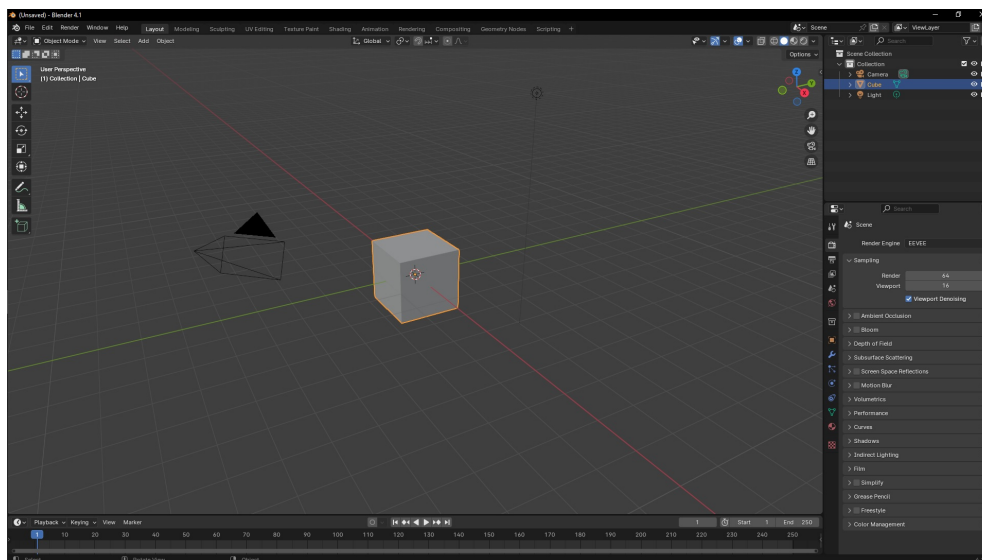 (Unsaved) - Blender 4.1
File Edit Render Window Help Layout Modeling Sculpting UV Editing Texture Paint Shading Animation Rendering Compositing Geometry Nodes Scripting + Scene ViewLayer
Object Mode View Select Add Object Global Search
Options
User Perspective
(1) Collection | Cube
Z
Y
X
Scene Collection
Collection
Camera
Cube
Light
Search
Scene
Render Engine EEVEE
Sampling
Render 64
Viewport 16
Viewport Denoising
Ambient Occlusion
Bloom
Depth of Field
Subsurface Scattering
Screen Space Reflections
Motion Blur
Volumetrics
Performance
Curves
Shadows
Indirect Lighting
Film
Simplify
Grease Pencil
Freestyle
Color Management
Playback Keying View Marker 1 Start 1 End 250
1 10 20 30 40 50 60 70 80 90 100 110 120 130 140 150 160 170 180 190 200 210 220 230 240 250
Select Rotate View Object